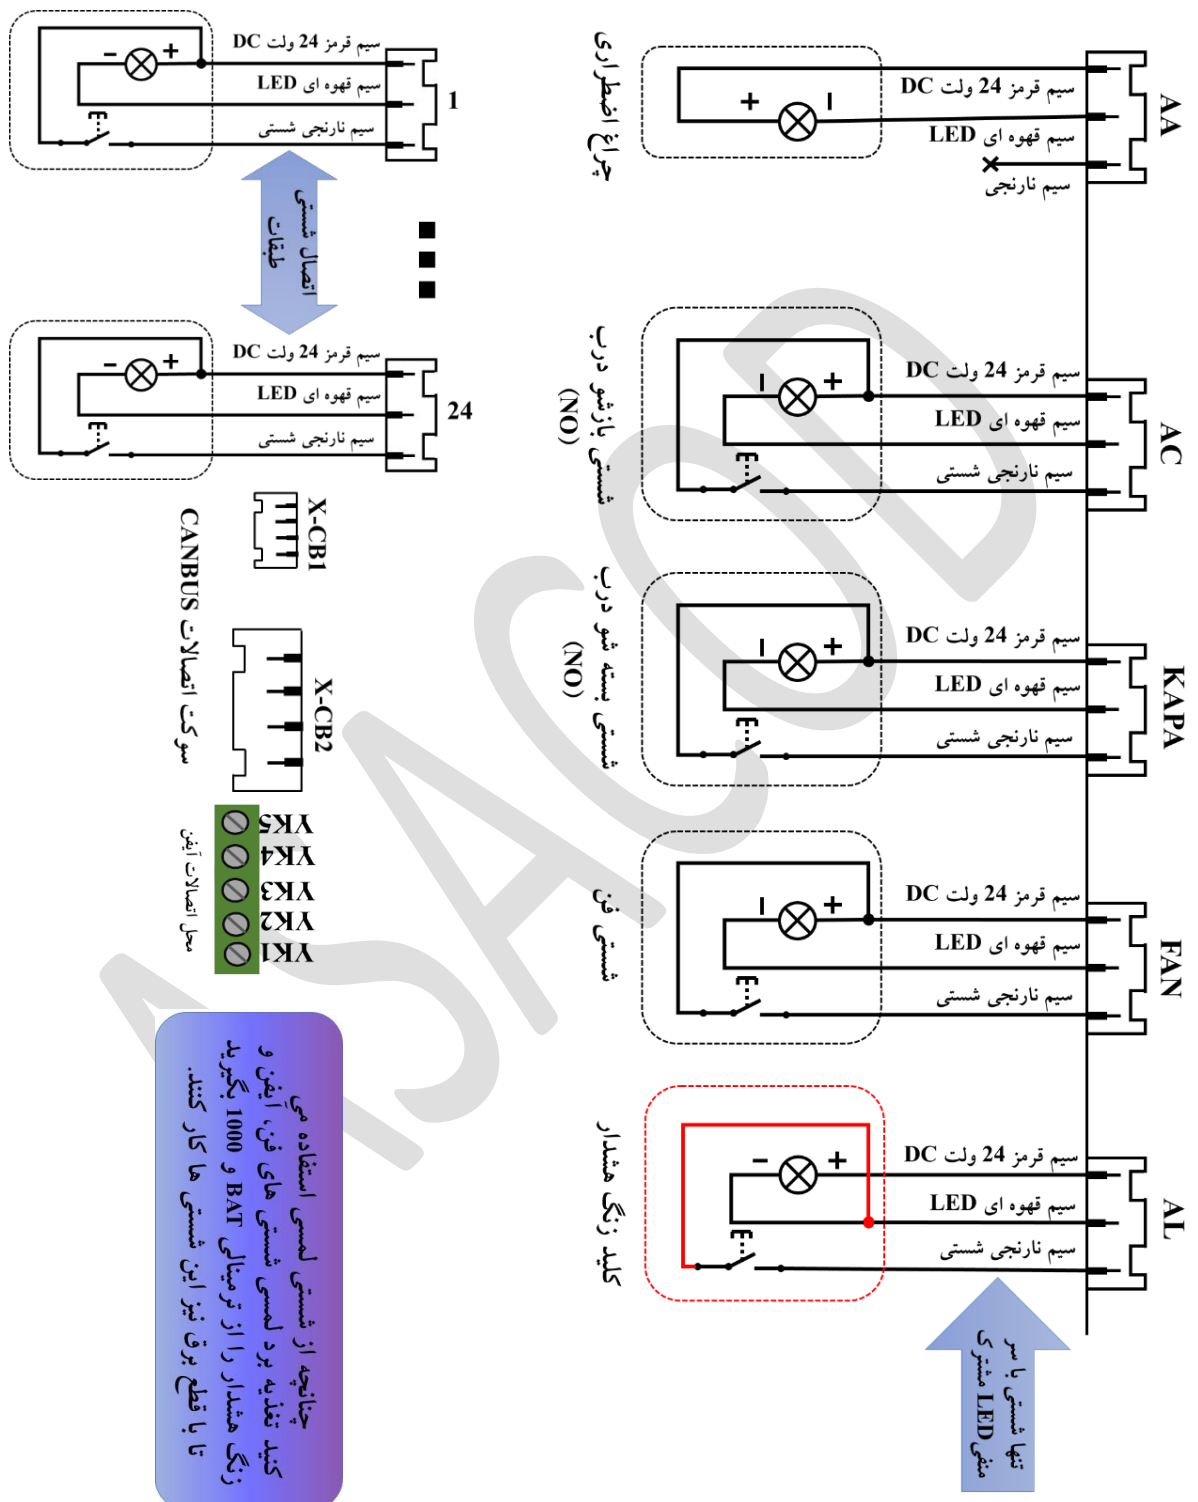 سیم قرمز 24 ولت DC
سیم قهوه ای LED
سیم نارنجی شستی
1
اتصال شستی
طبقات
سیم قرمز 24 ولت DC
سیم قهوه ای LED
سیم نارنجی شستی
24
X-CB1
X-CB2
سوکت اتصالات CANBUS
YK5
YK4
YK3
YK2
YK1
محل اتصالات آیفن
چنانچه از شستی لمسی استفاده می
کنید تغذیه برد لمسی شستی های فن، آیفن و
زنگ هشدار را از ترمینالی BAT و 1000 بگیرید
تا با قطع برق نیز این شستی ها کار کنند.
چراغ اضطراری
سیم قرمز 24 ولت DC
سیم قهوه ای LED
سیم نارنجی
AA
شستی بازشو درب
(NO)
سیم قرمز 24 ولت DC
سیم قهوه ای LED
سیم نارنجی شستی
AC
شستی بسته شو درب
(NO)
سیم قرمز 24 ولت DC
سیم قهوه ای LED
سیم نارنجی شستی
KAPA
شستی فن
سیم قرمز 24 ولت DC
سیم قهوه ای LED
سیم نارنجی شستی
FAN
کلید زنگ هشدار
سیم قرمز 24 ولت DC
سیم قهوه ای LED
سیم نارنجی شستی
AL
تنها شستی با سر
منفی LED مشترک
ASACOD